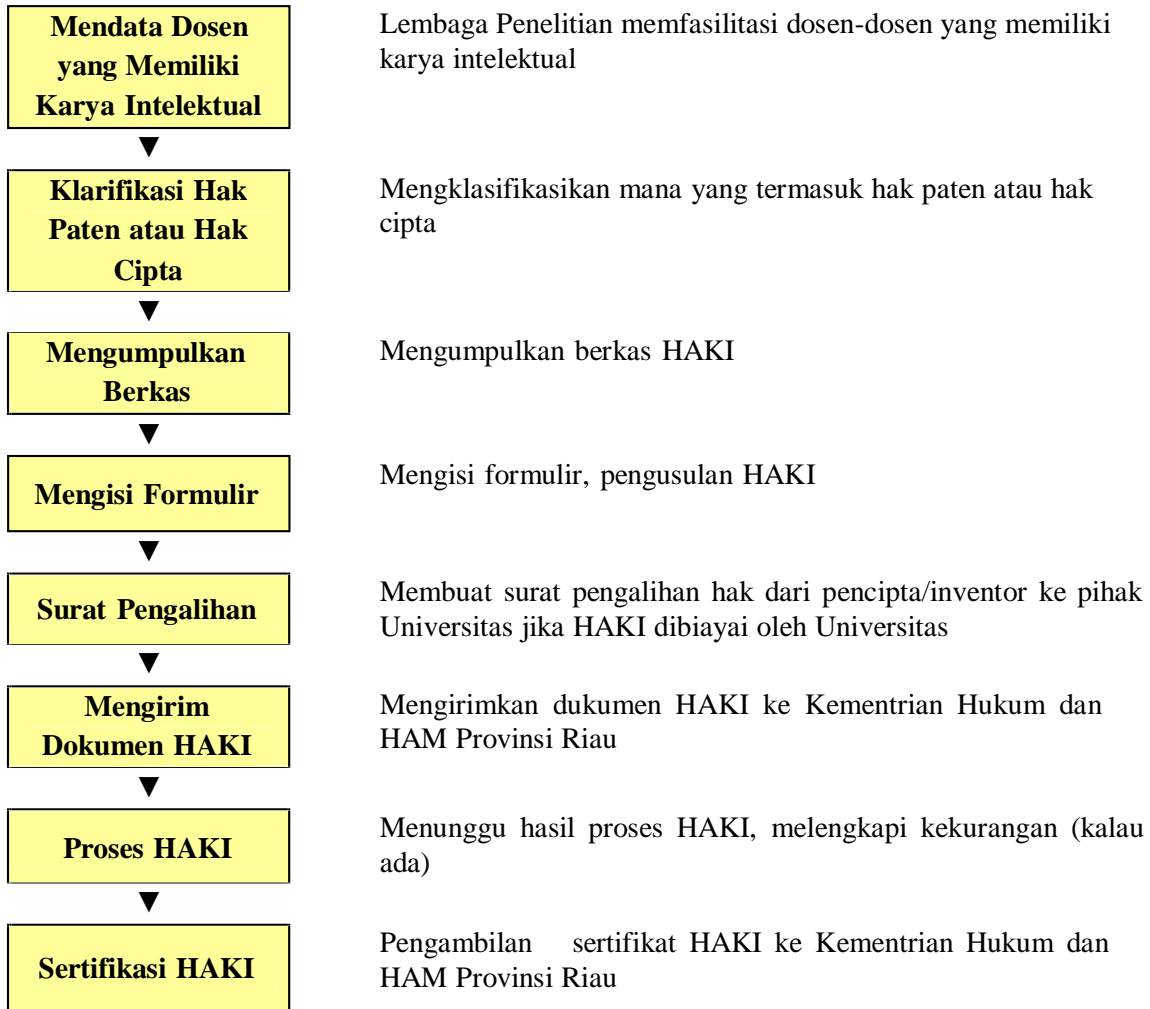 Mendata Dosen
yang Memiliki
Karya Intelektual
Lembaga Penelitian memfasilitasi dosen-dosen yang memiliki
karya intelektual
Klarifikasi Hak
Paten atau Hak
Cipta
Mengklasifikasikan mana yang termasuk hak paten atau hak
cipta
Mengumpulkan
Berkas
Mengumpulkan berkas HAKI
Mengisi Formulir
Mengisi formulir, pengusulan HAKI
Surat Pengalihan
Membuat surat pengalihan hak dari pencipta/inventor ke pihak
Universitas jika HAKI dibiayai oleh Universitas
Mengirim
Dokumen HAKI
Mengirimkan dukumen HAKI ke Kementrian Hukum dan
HAM Provinsi Riau
Proses HAKI
Menunggu hasil proses HAKI, melengkapi kekurangan (kalau
ada)
Sertifikasi HAKI
Pengambilan sertifikat HAKI ke Kementrian Hukum dan
HAM Provinsi Riau